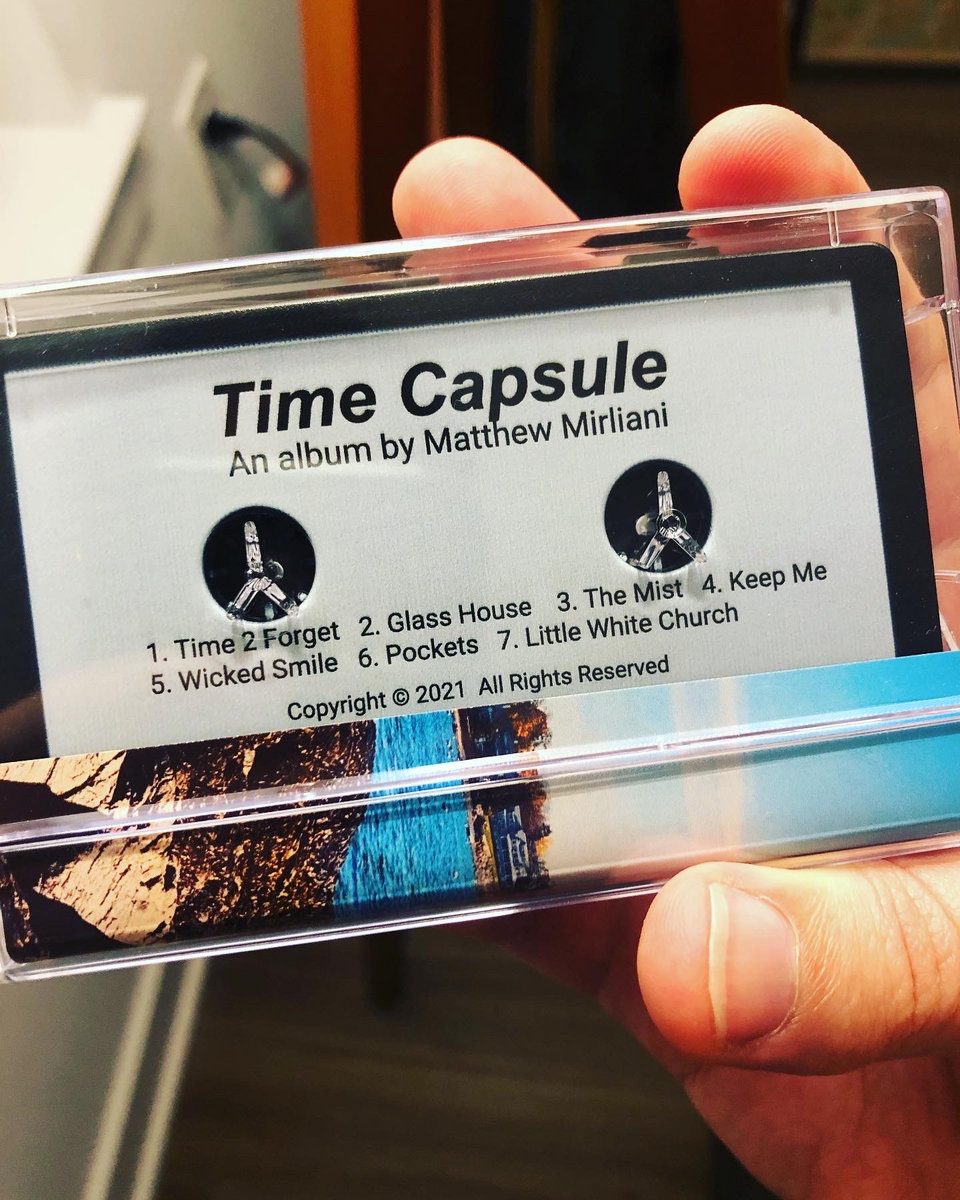 Time Capsule
An album by Matthew Mirliani
1. Time 2 Forget 2. Glass House 3. The Mist 4. Keep Me
5. Wicked Smile 6. Pockets 7. Little White Church
Copyright © 2021 All Rights Reserved